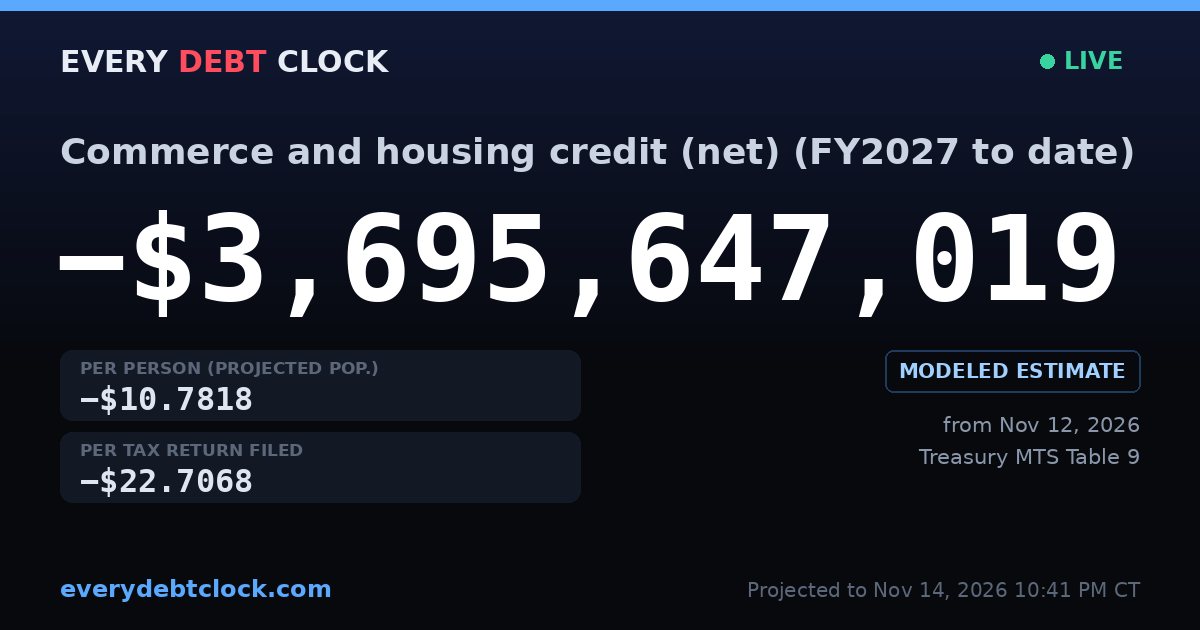 EVERY DEBT CLOCK
LIVE
Commerce and housing credit (net) (FY2027 to date)
−$3,695,647,019
PER PERSON (PROJECTED POP.)
−$10.7818
PER TAX RETURN FILED
−$22.7068
MODELED ESTIMATE
from Nov 12, 2026
Treasury MTS Table 9
everydebtclock.com
Projected to Nov 14, 2026 10:41 PM CT